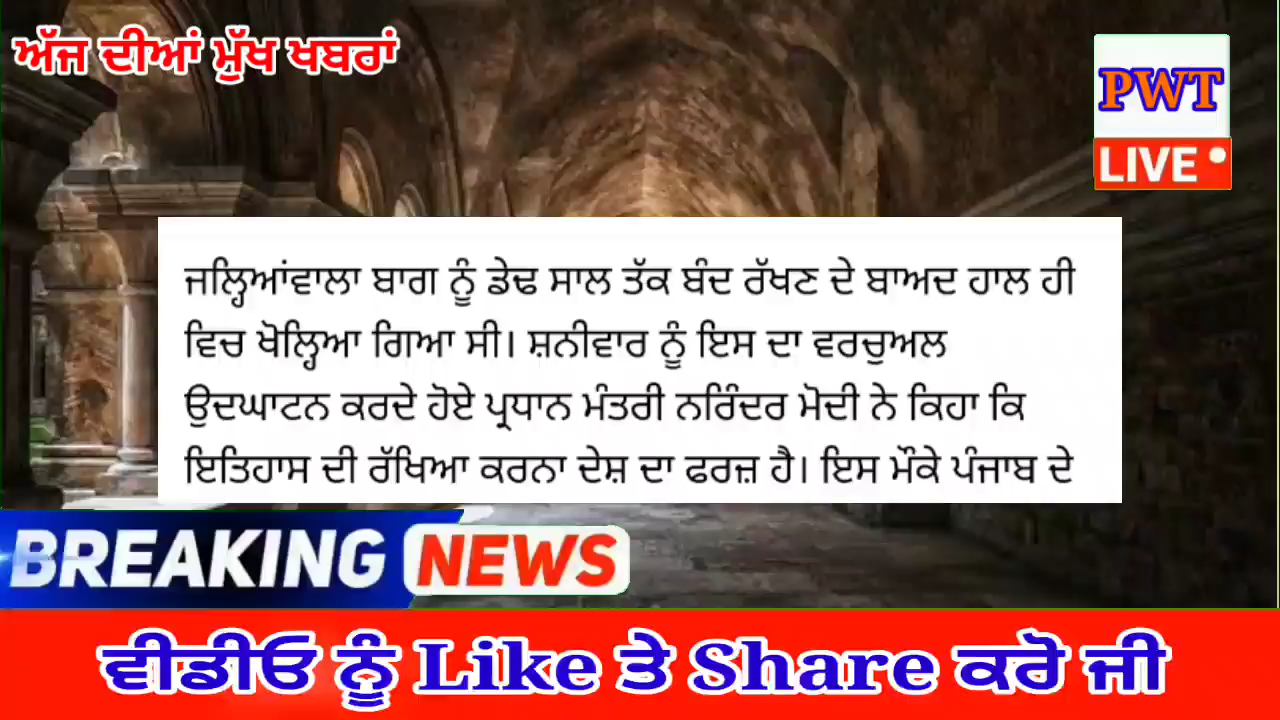 ਅੱਜ ਦੀਆਂ ਮੁੱਖ ਖਬਰਾਂ
PWT
LIVE
ਜਲ੍ਹਿਆਂਵਾਲਾ ਬਾਗ ਨੂੰ ਡੇਢ ਸਾਲ ਤੱਕ ਬੰਦ ਰੱਖਣ ਦੇ ਬਾਅਦ ਹਾਲ ਹੀ
ਵਿਚ ਖੋਲ੍ਹਿਆ ਗਿਆ ਸੀ। ਸ਼ਨੀਵਾਰ ਨੂੰ ਇਸ ਦਾ ਵਰਚੁਅਲ
ਉਦਘਾਟਨ ਕਰਦੇ ਹੋਏ ਪ੍ਰਧਾਨ ਮੰਤਰੀ ਨਰਿੰਦਰ ਮੋਦੀ ਨੇ ਕਿਹਾ ਕਿ
ਇਤਿਹਾਸ ਦੀ ਰੱਖਿਆ ਕਰਨਾ ਦੇਸ਼ ਦਾ ਫਰਜ਼ ਹੈ। ਇਸ ਮੌਕੇ ਪੰਜਾਬ ਦੇ
BREAKING NEWS
ਵੀਡੀਓ ਨੂੰ Like ਤੇ Share ਕਰੋ ਜੀ